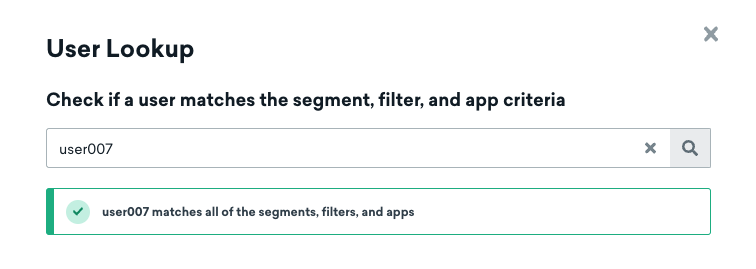 User Lookup
Check if a user matches the segment, filter, and app criteria
user007
user007 matches all of the segments, filters, and apps